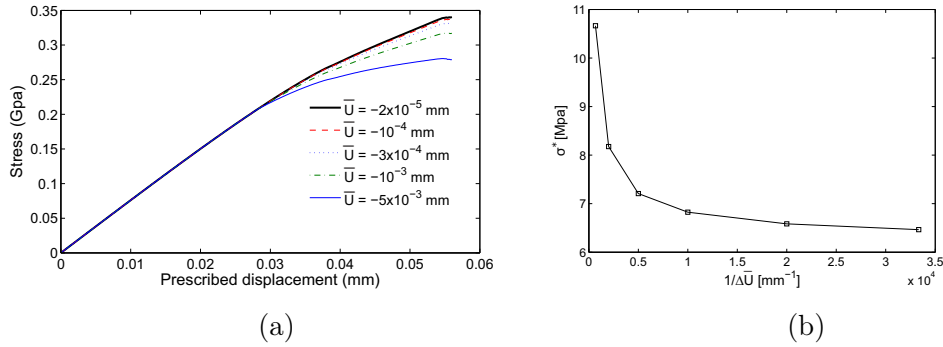 0.35
0.3
0.25
0.2
0.15
0.1
0.05
0
Stress (Gpa)
U̅ = −2x10⁻⁵ mm
U̅ = −10⁻⁴ mm
U̅ = −3x10⁻⁴ mm
U̅ = −10⁻³ mm
U̅ = −5x10⁻³ mm
0 0.01 0.02 0.03 0.04 0.05 0.06
Prescribed displacement (mm)
(a)
11
10
9
8
7
6
σ* [Mpa]
0 0.5 1 1.5 2 2.5 3 3.5
x 10⁴
1/ΔU̅ [mm⁻¹]
(b)